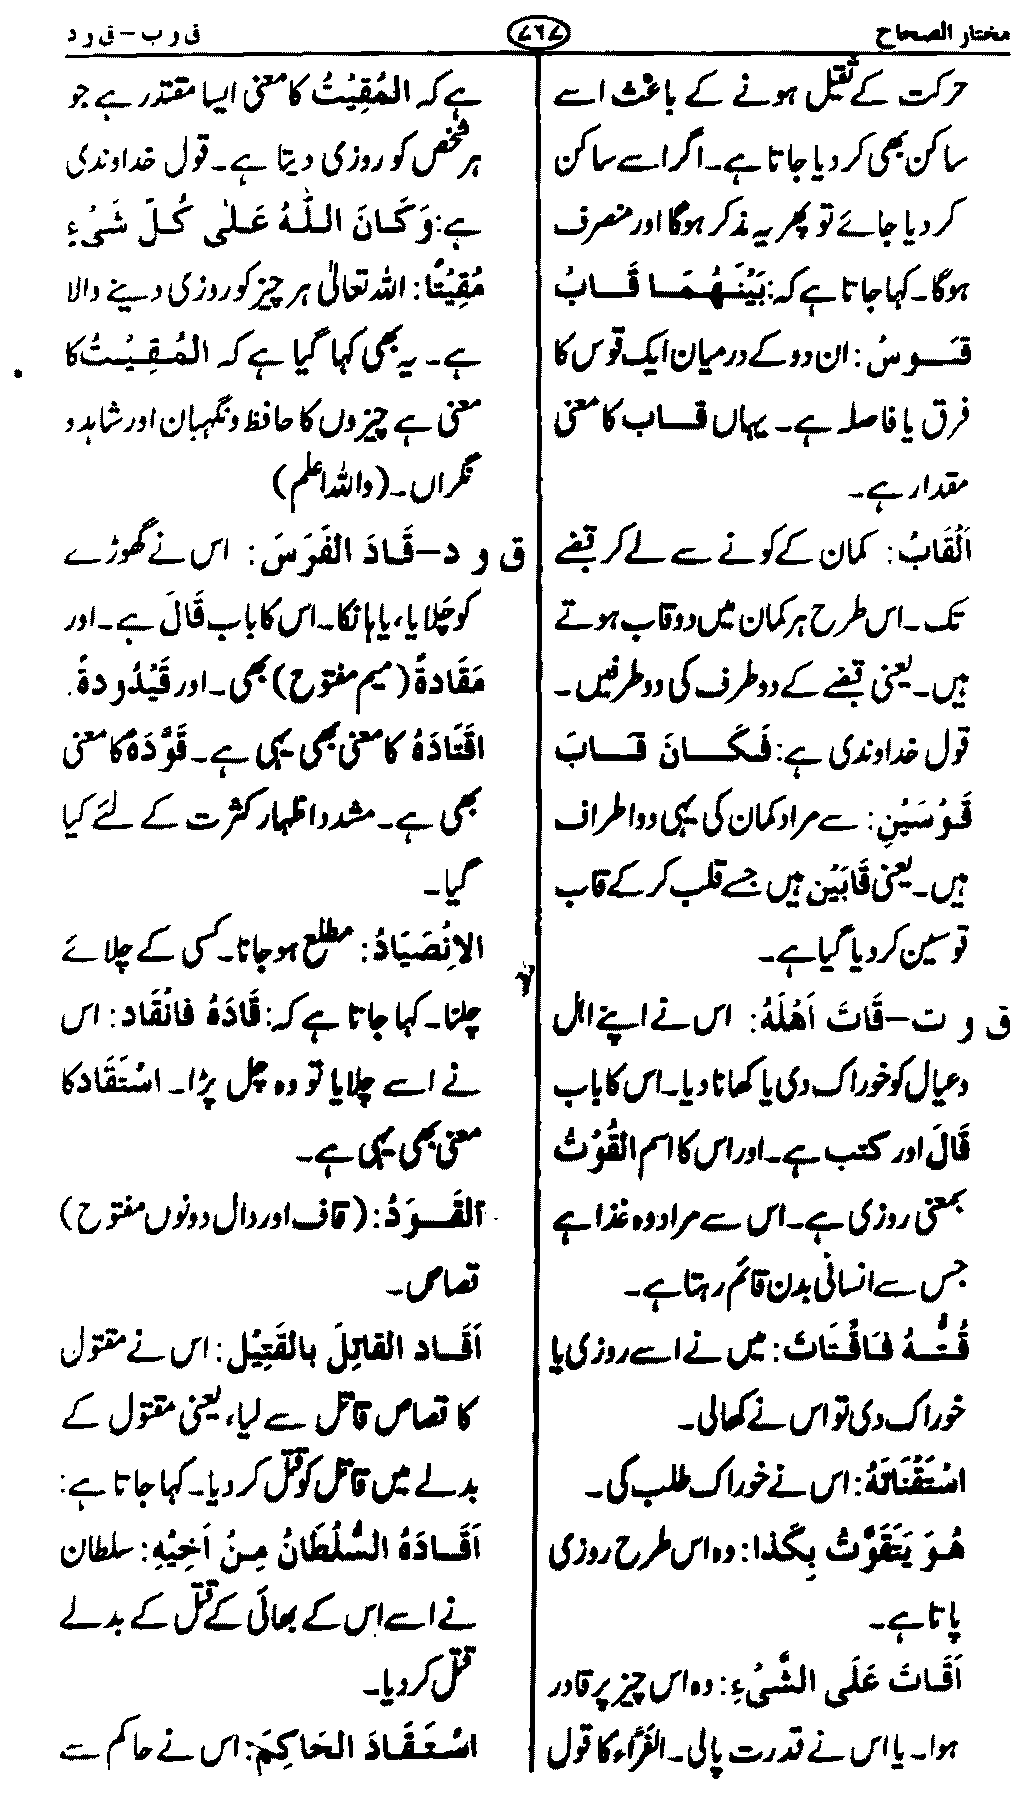 مختار الصحاح
۷٦۷
ق و ب – ق و د
حرکت کے ثقیل ہونے کے باعث اسے
ساکن بھی کر دیا جاتا ہے۔ اگر اسے ساکن
کر دیا جائے تو پھر یہ مذکر ہوگا اور منصرف
ہوگا۔ کہا جاتا ہے کہ: بَيْنَهُمَا قَابُ
قَوسُ: ان دو کے درمیان ایک قوس کا
فرق یا فاصلہ ہے۔ یہاں قاب کا معنی
مقدار ہے۔
اَلْقَابُ: کمان کے کونے سے لے کر قبضے
تک۔ اس طرح ہر کمان میں دو قاب ہوتے
ہیں۔ یعنی قبضے کے دو طرف کی دو طرفیں۔
قول خداوندی ہے: فَكَانَ قَابَ
قَوْسَيْنِ: سے مراد کمان کی یہی دو اطراف
ہیں۔ یعنی قَابَيْن ہیں جسے قلب کر کے قاب
قوسین کر دیا گیا ہے۔
ق و ت – قَاتَ اَهْلَهُ: اس نے اپنے اہل
وعیال کو خوراک دی یا کھانا دیا۔ اس کا باب
قَالَ اور کتب ہے۔ اور اس کا اسم القُوْتُ
بمعنی روزی ہے۔ اس سے مراد وہ غذا ہے
جس سے انسانی بدن قائم رہتا ہے۔
قُتُّهُ فَاقْتَاتَ: میں نے اسے روزی یا
خوراک دی تو اس نے کھالی۔
اسْتَقْتَاتَهُ: اس نے خوراک طلب کی۔
هُوَ يَتَقَوَّتُ بِكَذا: وہ اس طرح روزی
پاتا ہے۔
اَقَاتَ عَلَى الشَّىْءِ: وہ اس چیز پر قادر
ہوا۔ یا اس نے قدرت پالی۔ الفَرَّاء کا قول
ہے کہ المُقِيْتُ کا معنی ایسا مقتدر ہے جو
ہر شخص کو روزی دیتا ہے۔ قول خداوندی
ہے: وَكَانَ اللّٰهُ عَلٰى كُلِّ شَىْءٍ
مُقِيْتًا: اللہ تعالٰی ہر چیز کو روزی دینے والا
ہے۔ یہ بھی کہا گیا ہے کہ المُقِيْتُ کا
معنی ہے چیزوں کا حافظ و نگہبان اور شاہد و
نگراں۔ (واللہ اعلم)
ق و د – قَادَ الفَرَسَ: اس نے گھوڑے
کو چلایا، یا ہانکا۔ اس کا باب قَالَ ہے۔ اور
مَقَادةً (میم مفتوح) بھی۔ اور قَيْدُودةً.
اقْتَادَهُ کا معنی بھی یہی ہے۔ قَوَّدَهُ کا معنی
بھی ہے۔ مشدد اظہار کثرت کے لئے کیا
گیا۔
الانْصَيَادُ: مطلع ہو جانا۔ کسی کے چلائے
چلنا۔ کہا جاتا ہے کہ: قَادَهُ فَانْقَاد: اس
نے اسے چلایا تو وہ چل پڑا۔ اسْتَقَادَ کا
معنی بھی یہی ہے۔
القَوَدُ: (قاف اور دال دونوں مفتوح)
قصاص۔
اَقَاد القاتِلَ بالقَتِيْل: اس نے مقتول
کا قصاص قاتل سے لیا، یعنی مقتول کے
بدلے میں قاتل کو قتل کر دیا۔ کہا جاتا ہے:
اَقَادَهُ السُّلْطَانُ مِنْ اَخِيْهِ: سلطان
نے اسے اس کے بھائی کے قتل کے بدلے
قتل کر دیا۔
اسْتَقَادَ الحَاكِمَ: اس نے حاکم سے